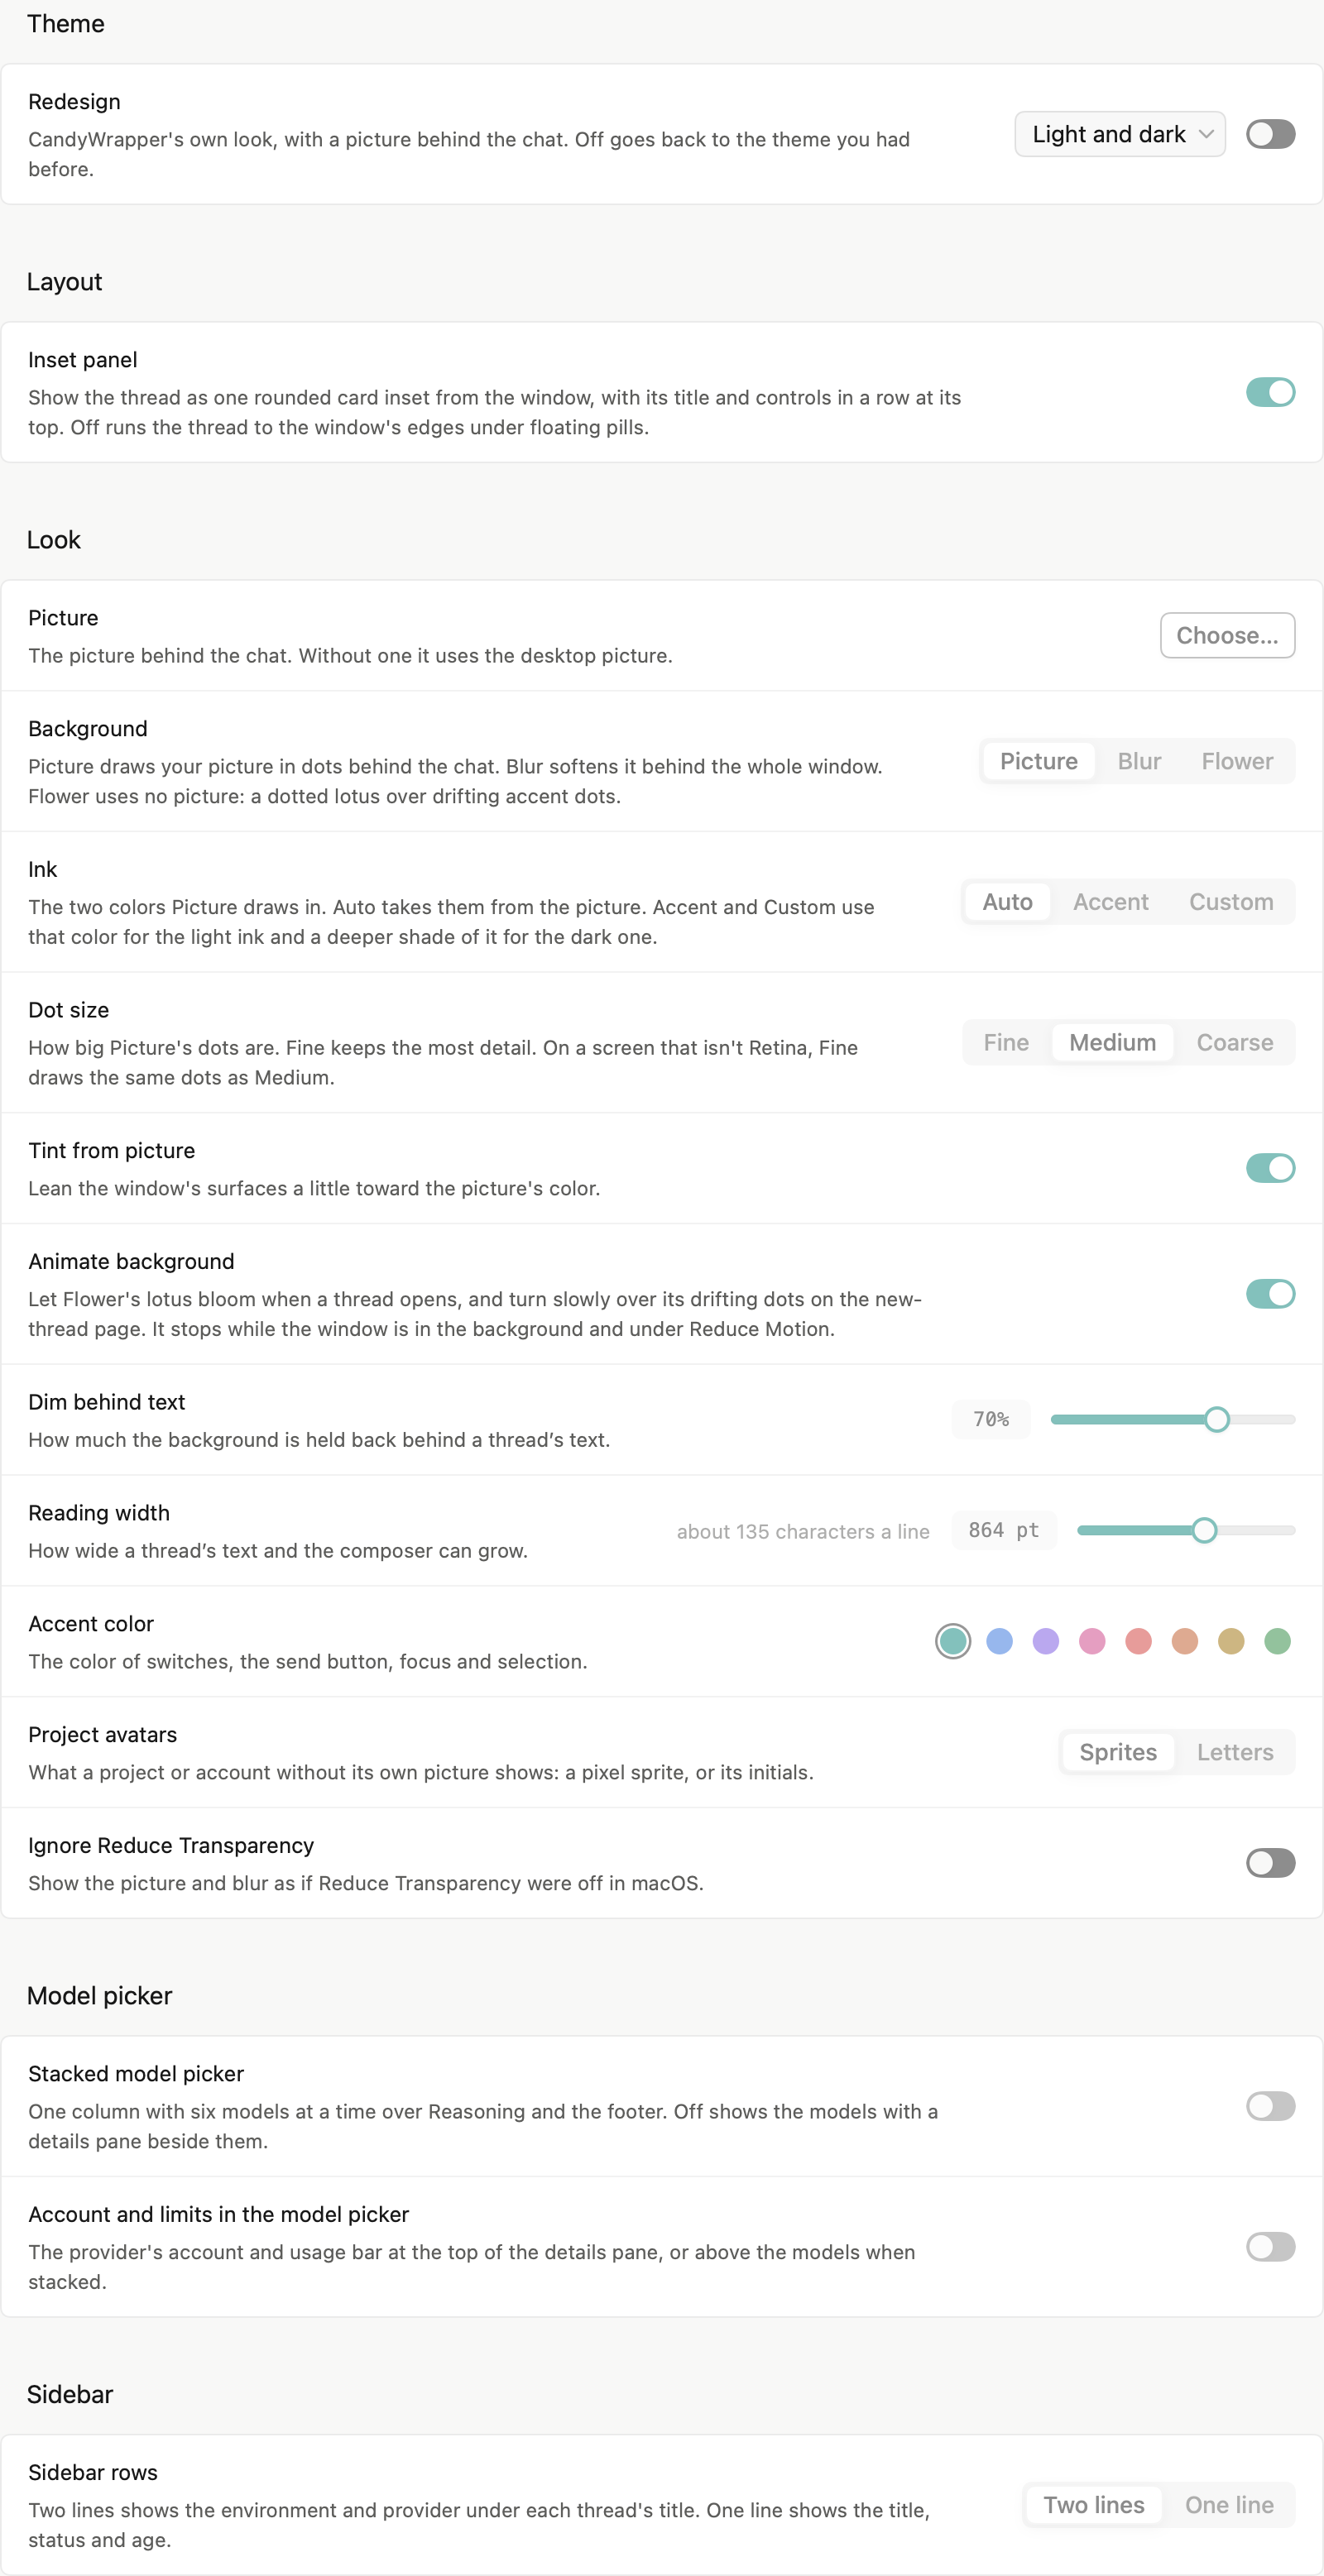 Theme
Redesign
CandyWrapper's own look, with a picture behind the chat. Off goes back to the theme you had
before.
Light and dark
Layout
Inset panel
Show the thread as one rounded card inset from the window, with its title and controls in a row at its
top. Off runs the thread to the window's edges under floating pills.
Look
Picture
The picture behind the chat. Without one it uses the desktop picture.
Choose...
Background
Picture draws your picture in dots behind the chat. Blur softens it behind the whole window.
Flower uses no picture: a dotted lotus over drifting accent dots.
Picture Blur Flower
Ink
The two colors Picture draws in. Auto takes them from the picture. Accent and Custom use
that color for the light ink and a deeper shade of it for the dark one.
Auto Accent Custom
Dot size
How big Picture's dots are. Fine keeps the most detail. On a screen that isn't Retina, Fine
draws the same dots as Medium.
Fine Medium Coarse
Tint from picture
Lean the window's surfaces a little toward the picture's color.
Animate background
Let Flower's lotus bloom when a thread opens, and turn slowly over its drifting dots on the new-
thread page. It stops while the window is in the background and under Reduce Motion.
Dim behind text
How much the background is held back behind a thread’s text.
70%
Reading width
How wide a thread’s text and the composer can grow.
about 135 characters a line 864 pt
Accent color
The color of switches, the send button, focus and selection.
Project avatars
What a project or account without its own picture shows: a pixel sprite, or its initials.
Sprites Letters
Ignore Reduce Transparency
Show the picture and blur as if Reduce Transparency were off in macOS.
Model picker
Stacked model picker
One column with six models at a time over Reasoning and the footer. Off shows the models with a
details pane beside them.
Account and limits in the model picker
The provider's account and usage bar at the top of the details pane, or above the models when
stacked.
Sidebar
Sidebar rows
Two lines shows the environment and provider under each thread's title. One line shows the title,
status and age.
Two lines One line